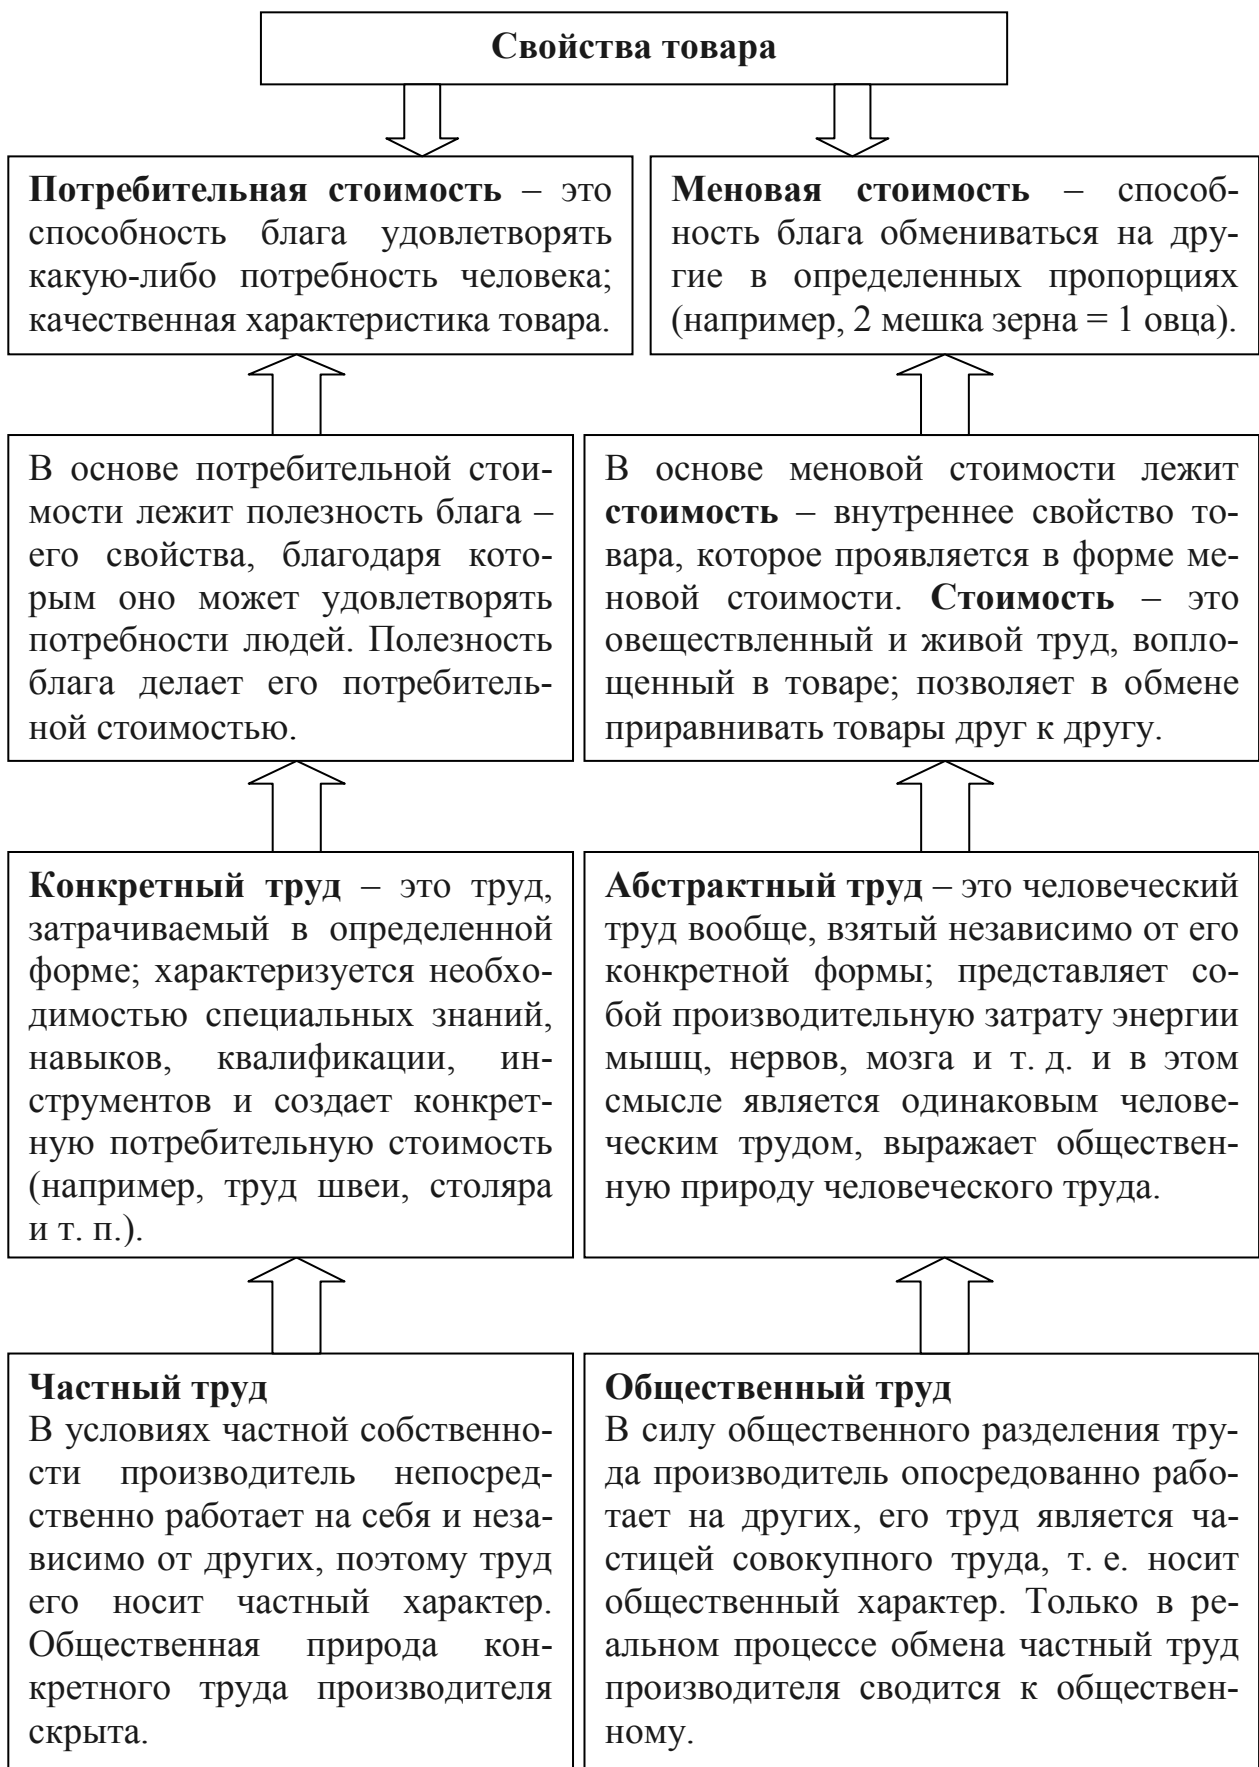 Свойства товара
Потребительная стоимость – это
способность блага удовлетворять
какую-либо потребность человека;
качественная характеристика товара.
Меновая стоимость – способ-
ность блага обмениваться на дру-
гие в определенных пропорциях
(например, 2 мешка зерна = 1 овца).
В основе потребительной стои-
мости лежит полезность блага –
его свойства, благодаря кото-
рым оно может удовлетворять
потребности людей. Полезность
блага делает его потребитель-
ной стоимостью.
В основе меновой стоимости лежит
стоимость – внутреннее свойство то-
вара, которое проявляется в форме ме-
новой стоимости. Стоимость – это
овеществленный и живой труд, вопло-
щенный в товаре; позволяет в обмене
приравнивать товары друг к другу.
Конкретный труд – это труд,
затрачиваемый в определенной
форме; характеризуется необхо-
димостью специальных знаний,
навыков, квалификации, ин-
струментов и создает конкрет-
ную потребительную стоимость
(например, труд швеи, столяра
и т. п.).
Абстрактный труд – это человеческий
труд вообще, взятый независимо от его
конкретной формы; представляет со-
бой производительную затрату энергии
мышц, нервов, мозга и т. д. и в этом
смысле является одинаковым челове-
ческим трудом, выражает обществен-
ную природу человеческого труда.
Частный труд
В условиях частной собственно-
сти производитель непосред-
ственно работает на себя и неза-
висимо от других, поэтому труд
его носит частный характер.
Общественная природа кон-
кретного труда производителя
скрыта.
Общественный труд
В силу общественного разделения тру-
да производитель опосредованно рабо-
тает на других, его труд является ча-
стицей совокупного труда, т. е. носит
общественный характер. Только в ре-
альном процессе обмена частный труд
производителя сводится к обществен-
ному.